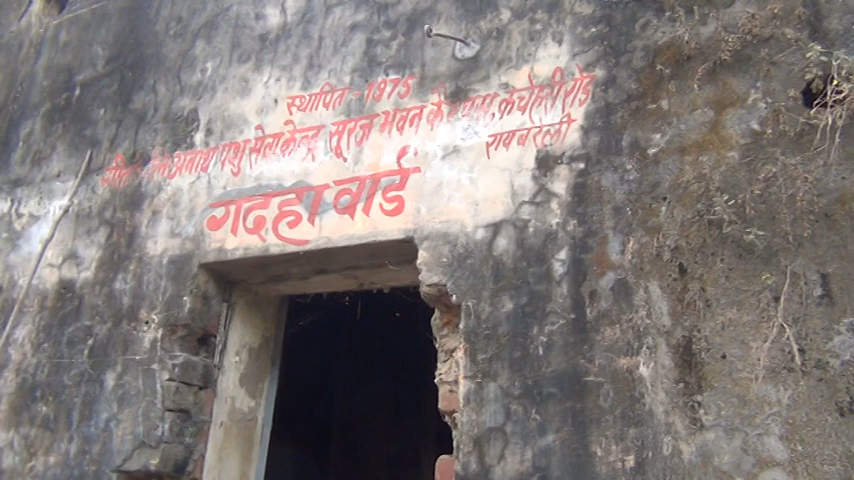 स्थापित - 1975
अनाथ पशु सेवा केन्द्र सूरज भवन के पास, कचेहरी रोड
रायबरेली
गदहा वार्ड